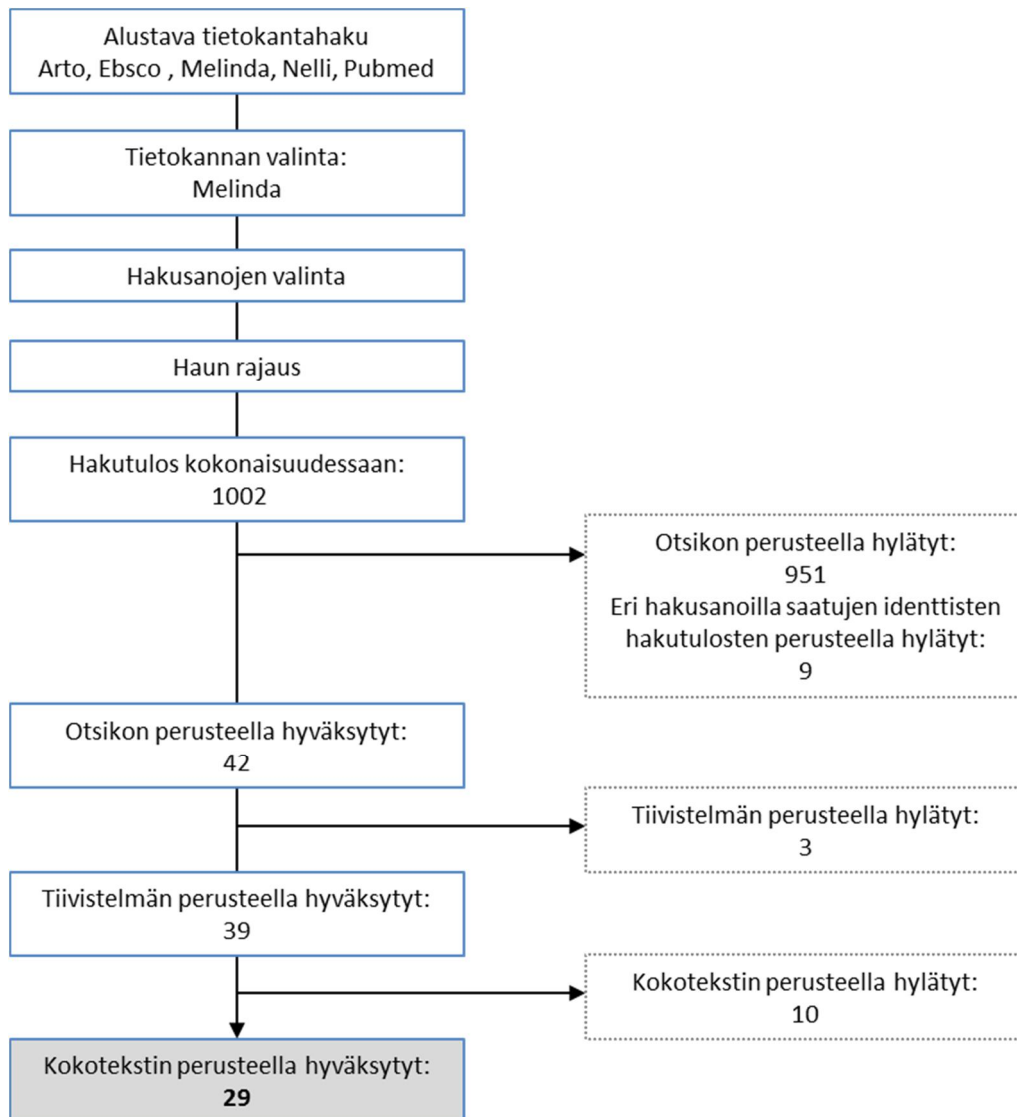 Alustava tietokantahaku
Arto, Ebsco , Melinda, Nelli, Pubmed
Tietokannan valinta:
Melinda
Hakusanojen valinta
Haun rajaus
Hakutulos kokonaisuudessaan:
1002
Otsikon perusteella hylätyt:
951
Eri hakusanoilla saatujen identtisten
hakutulosten perusteella hylätyt:
9
Otsikon perusteella hyväksytyt:
42
Tiivistelmän perusteella hylätyt:
3
Tiivistelmän perusteella hyväksytyt:
39
Kokotekstin perusteella hylätyt:
10
Kokotekstin perusteella hyväksytyt:
29